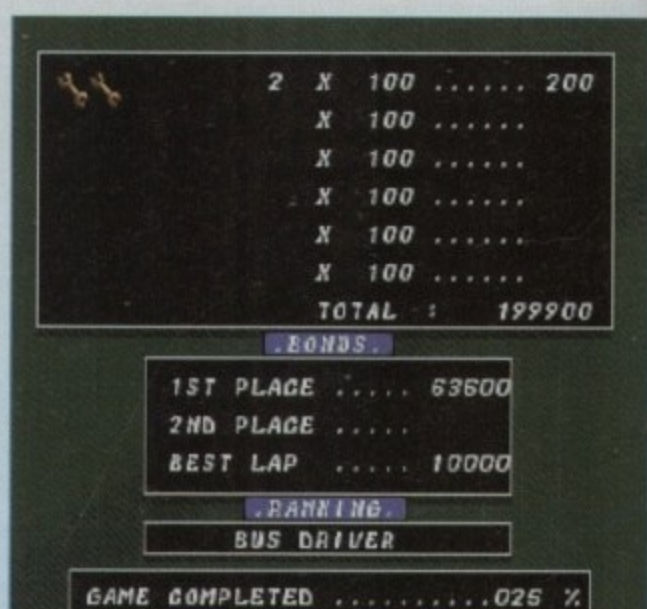 2 X 100 ...... 200
X 100 ......
X 100 ......
X 100 ......
X 100 ......
X 100 ......
TOTAL : 199900
.BONDS.
1ST PLACE ..... 63600
2ND PLACE .....
BEST LAP ..... 10000
.RANKING.
BUS DRIVER
GAME COMPLETED ...........025 %